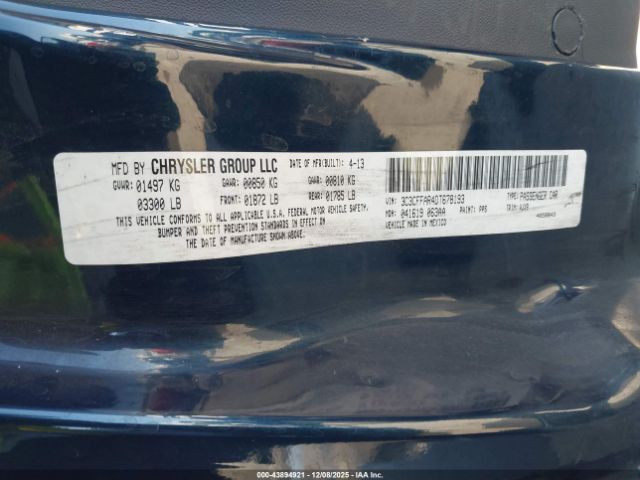 MFD BY CHRYSLER GROUP LLC DATE OF MFR(BUILT): 4-13
GVWR: 01497 KG GAWR: 00850 KG GAWR: 00810 KG
03300 LB FRONT: 01872 LB REAR: 01785 LB
THIS VEHICLE CONFORMS TO ALL APPLICABLE U.S.A. FEDERAL MOTOR VEHICLE SAFETY,
BUMPER AND THEFT PREVENTION STANDARDS IN EFFECT ON
THE DATE OF MANUFACTURE SHOWN ABOVE.
VIN: 3C3CFFAR4DT678193 TYPE: PASSENGER CAR
MDH: 041619 063AA PAINT: PPS TRIM:
VEHICLE MADE IN MEXICO
00-43894921 - 12/08/2025 - IAA Inc.